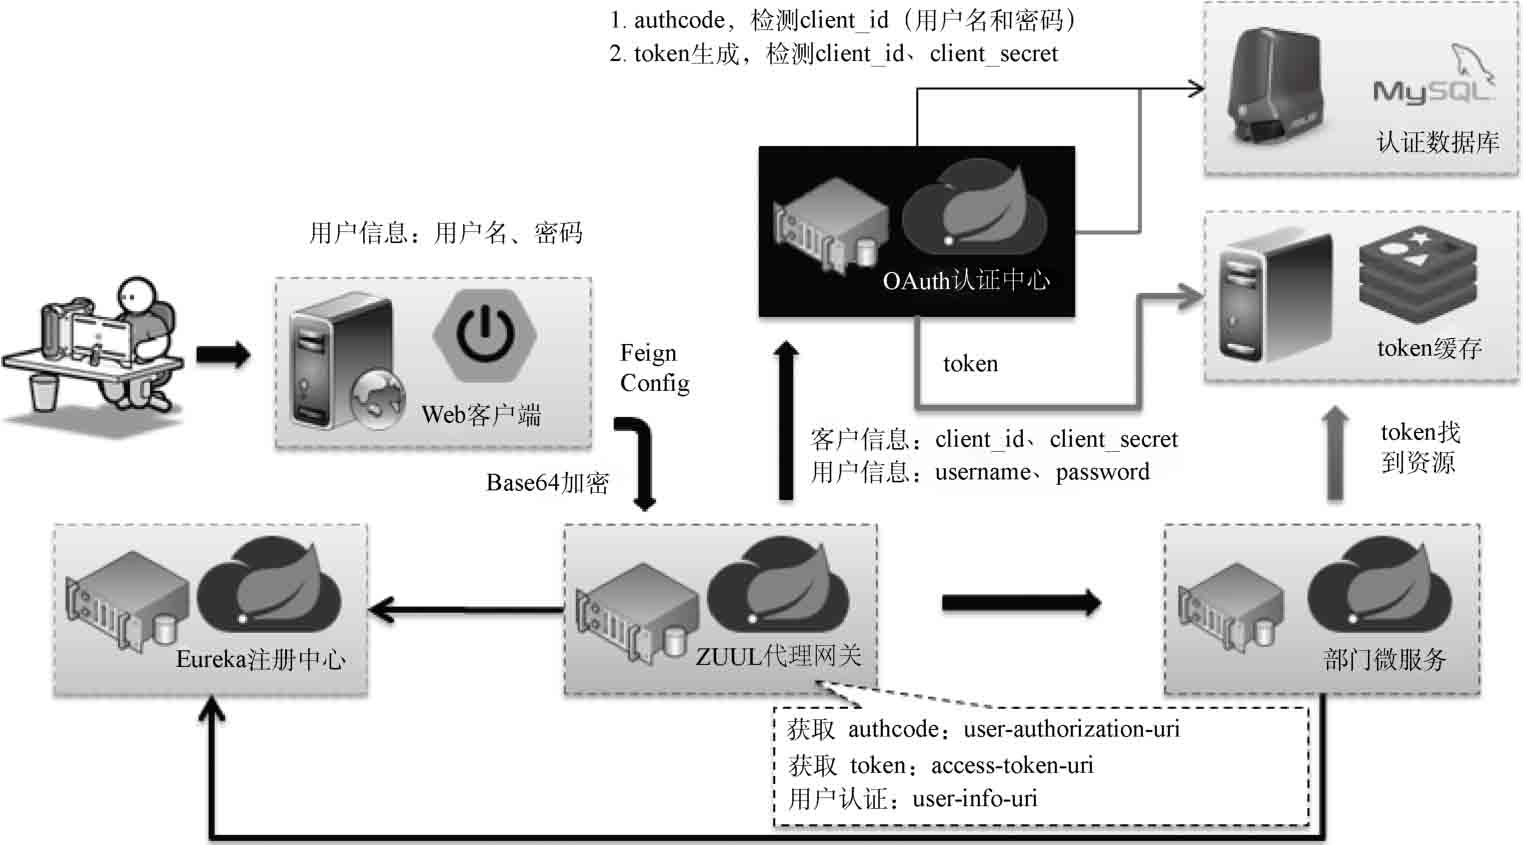 1. authcode，检测client_id（用户名和密码）
2. token生成，检测client_id、client_secret
MySQL
认证数据库
用户信息：用户名、密码
OAuth认证中心
token缓存
Feign
Config
token
Web客户端
客户信息：client_id、client_secret
用户信息：username、password
token找
到资源
Base64加密
Eureka注册中心
ZUUL代理网关
部门微服务
获取 authcode：user-authorization-uri
获取 token：access-token-uri
用户认证：user-info-uri